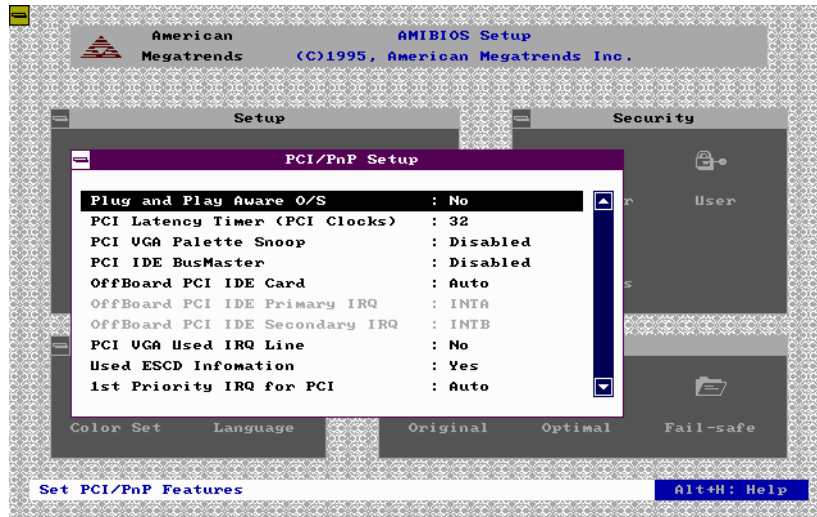 American AMIBIOS Setup
Megatrends (C)1995, American Megatrends Inc.
Setup Security
PCI/PnP Setup
Plug and Play Aware O/S : No
PCI Latency Timer (PCI Clocks) : 32
PCI VGA Palette Snoop : Disabled
PCI IDE BusMaster : Disabled
OffBoard PCI IDE Card : Auto
OffBoard PCI IDE Primary IRQ : INTA
OffBoard PCI IDE Secondary IRQ : INTB
PCI VGA Used IRQ Line : No
Used ESCD Infomation : Yes
1st Priority IRQ for PCI : Auto
User
Color Set Language Original Optimal Fail-safe
Set PCI/PnP Features Alt+H: Help